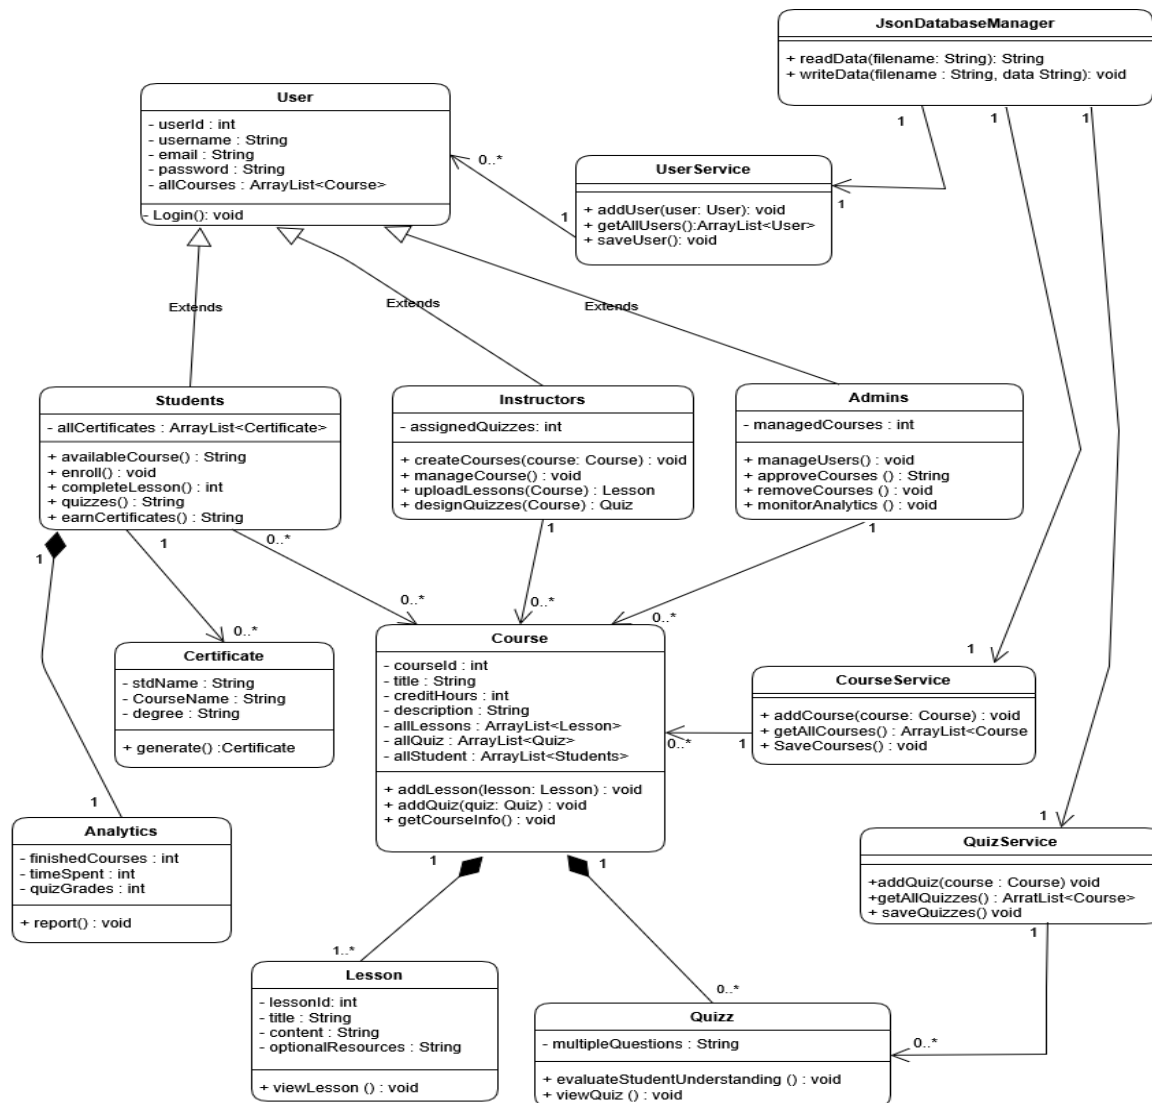 JsonDatabaseManager
+ readData(filename: String): String
+ writeData(filename : String, data String): void
1
1
1
User
- userId : int
- username : String
- email : String
- password : String
- allCourses : ArrayList<Course>
- Login(): void
0..*
1
UserService
+ addUser(user: User): void
+ getAllUsers():ArrayList<User>
+ saveUser(): void
1
Extends
Extends
Extends
Students
- allCertificates : ArrayList<Certificate>
+ availableCourse() : String
+ enroll() : void
+ completeLesson() : int
+ quizzes() : String
+ earnCertificates() : String
Instructors
- assignedQuizzes: int
+ createCourses(course: Course) : void
+ manageCourse() : void
+ uploadLessons(Course) : Lesson
+ designQuizzes(Course) : Quiz
Admins
- managedCourses : int
+ manageUsers() : void
+ approveCourses () : String
+ removeCourses () : void
+ monitorAnalytics () : void
1
1
0..*
1
1
0..*
0..*
0..*
0..*
Certificate
- stdName : String
- CourseName : String
- degree : String
+ generate() :Certificate
Course
- courseId : int
- title : String
- creditHours : int
- description : String
- allLessons : ArrayList<Lesson>
- allQuiz : ArrayList<Quiz>
- allStudent : ArrayList<Students>
+ addLesson(lesson: Lesson) : void
+ addQuiz(quiz: Quiz) : void
+ getCourseInfo() : void
1
CourseService
+ addCourse(course: Course) : void
+ getAllCourses() : ArrayList<Course
+ SaveCourses() : void
0..*
1
1
Analytics
- finishedCourses : int
- timeSpent : int
- quizGrades : int
+ report() : void
1
1
1
QuizService
+addQuiz(course : Course) void
+getAllQuizzes() : ArratList<Course>
+ saveQuizzes() void
1
1..*
Lesson
- lessonId: int
- title : String
- content : String
- optionalResources : String
+ viewLesson () : void
0..*
Quizz
- multipleQuestions : String
+ evaluateStudentUnderstanding () : void
+ viewQuiz () : void
0..*